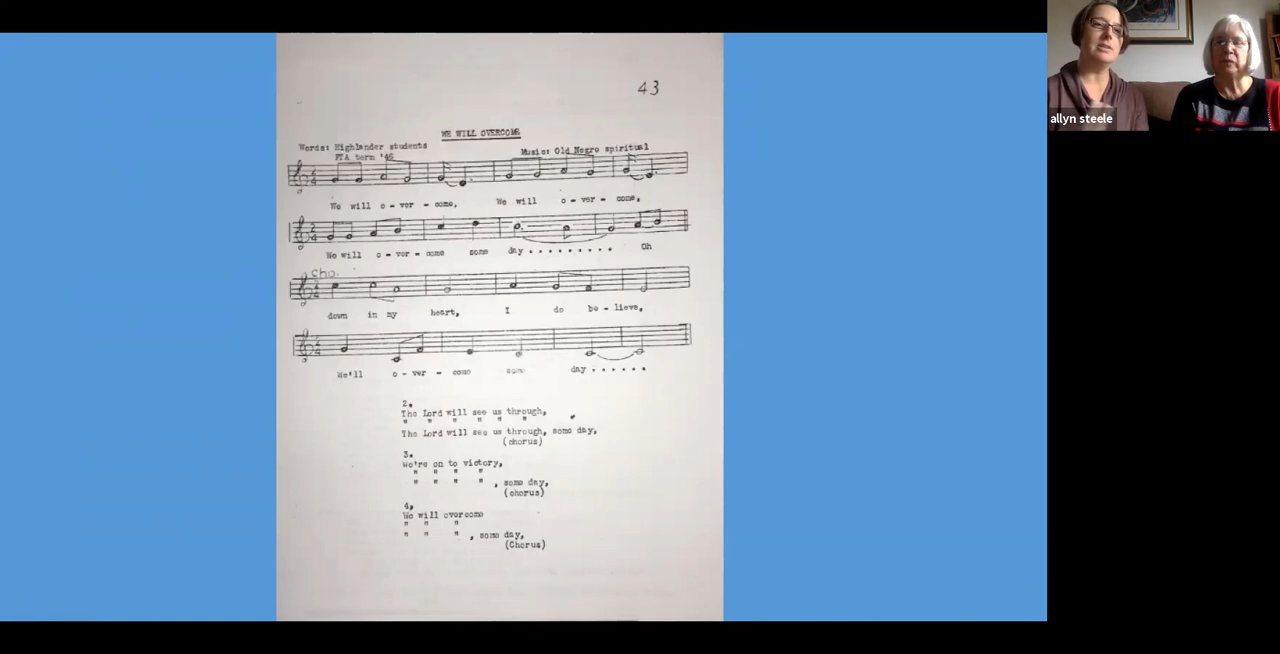 43
WE WILL OVERCOME
Words: Highlander students
FTA term '46
Music: Old Negro spiritual
We will o - ver - come, We will o - ver - come,
We will o - ver - come some day ......... Oh
Cho.
down in my heart, I do be - lieve,
We'll o - ver - come some day ......
2.
The Lord will see us through,
" " " " " "
The Lord will see us through, some day,
(chorus)
3.
We're on to victory,
" " " "
" " " " , some day,
(chorus)
4,
We will overcome
" " "
" " " , some day,
(Chorus)
allyn steele